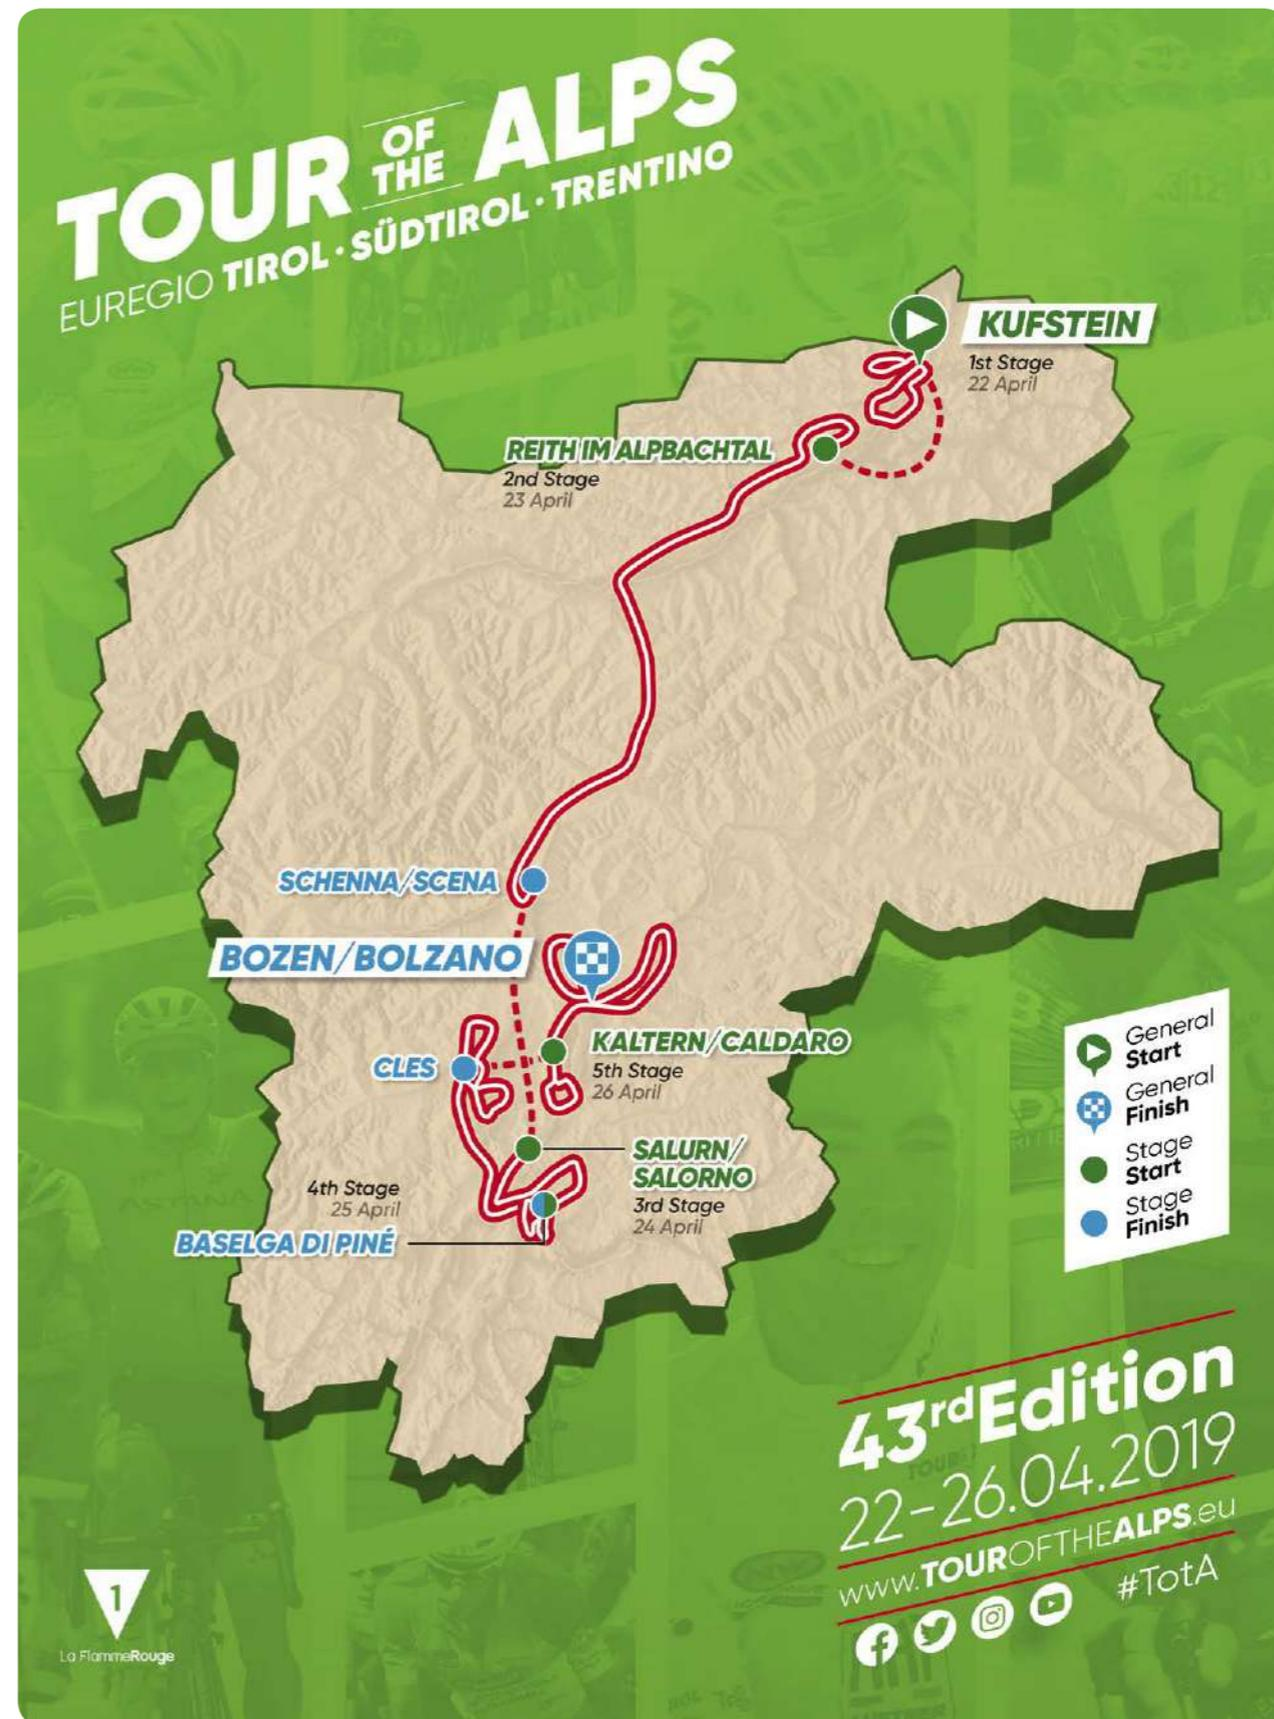 TOUR OF THE ALPS
EUREGIO TIROL · SÜDTIROL · TRENTINO
KUFSTEIN
1st Stage
22 April
REITH IM ALPBACHTAL
2nd Stage
23 April
SCHENNA/SCENA
BOZEN/BOLZANO
KALTERN/CALDARO
5th Stage
26 April
CLES
SALURN/
SALORNO
3rd Stage
24 April
4th Stage
25 April
BASELGA DI PINÉ
General
Start
General
Finish
Stage
Start
Stage
Finish
43rd Edition
22-26.04.2019
www.TOUROFTHEALPS.eu
#TotA
1
La FlammeRouge
ASTANA